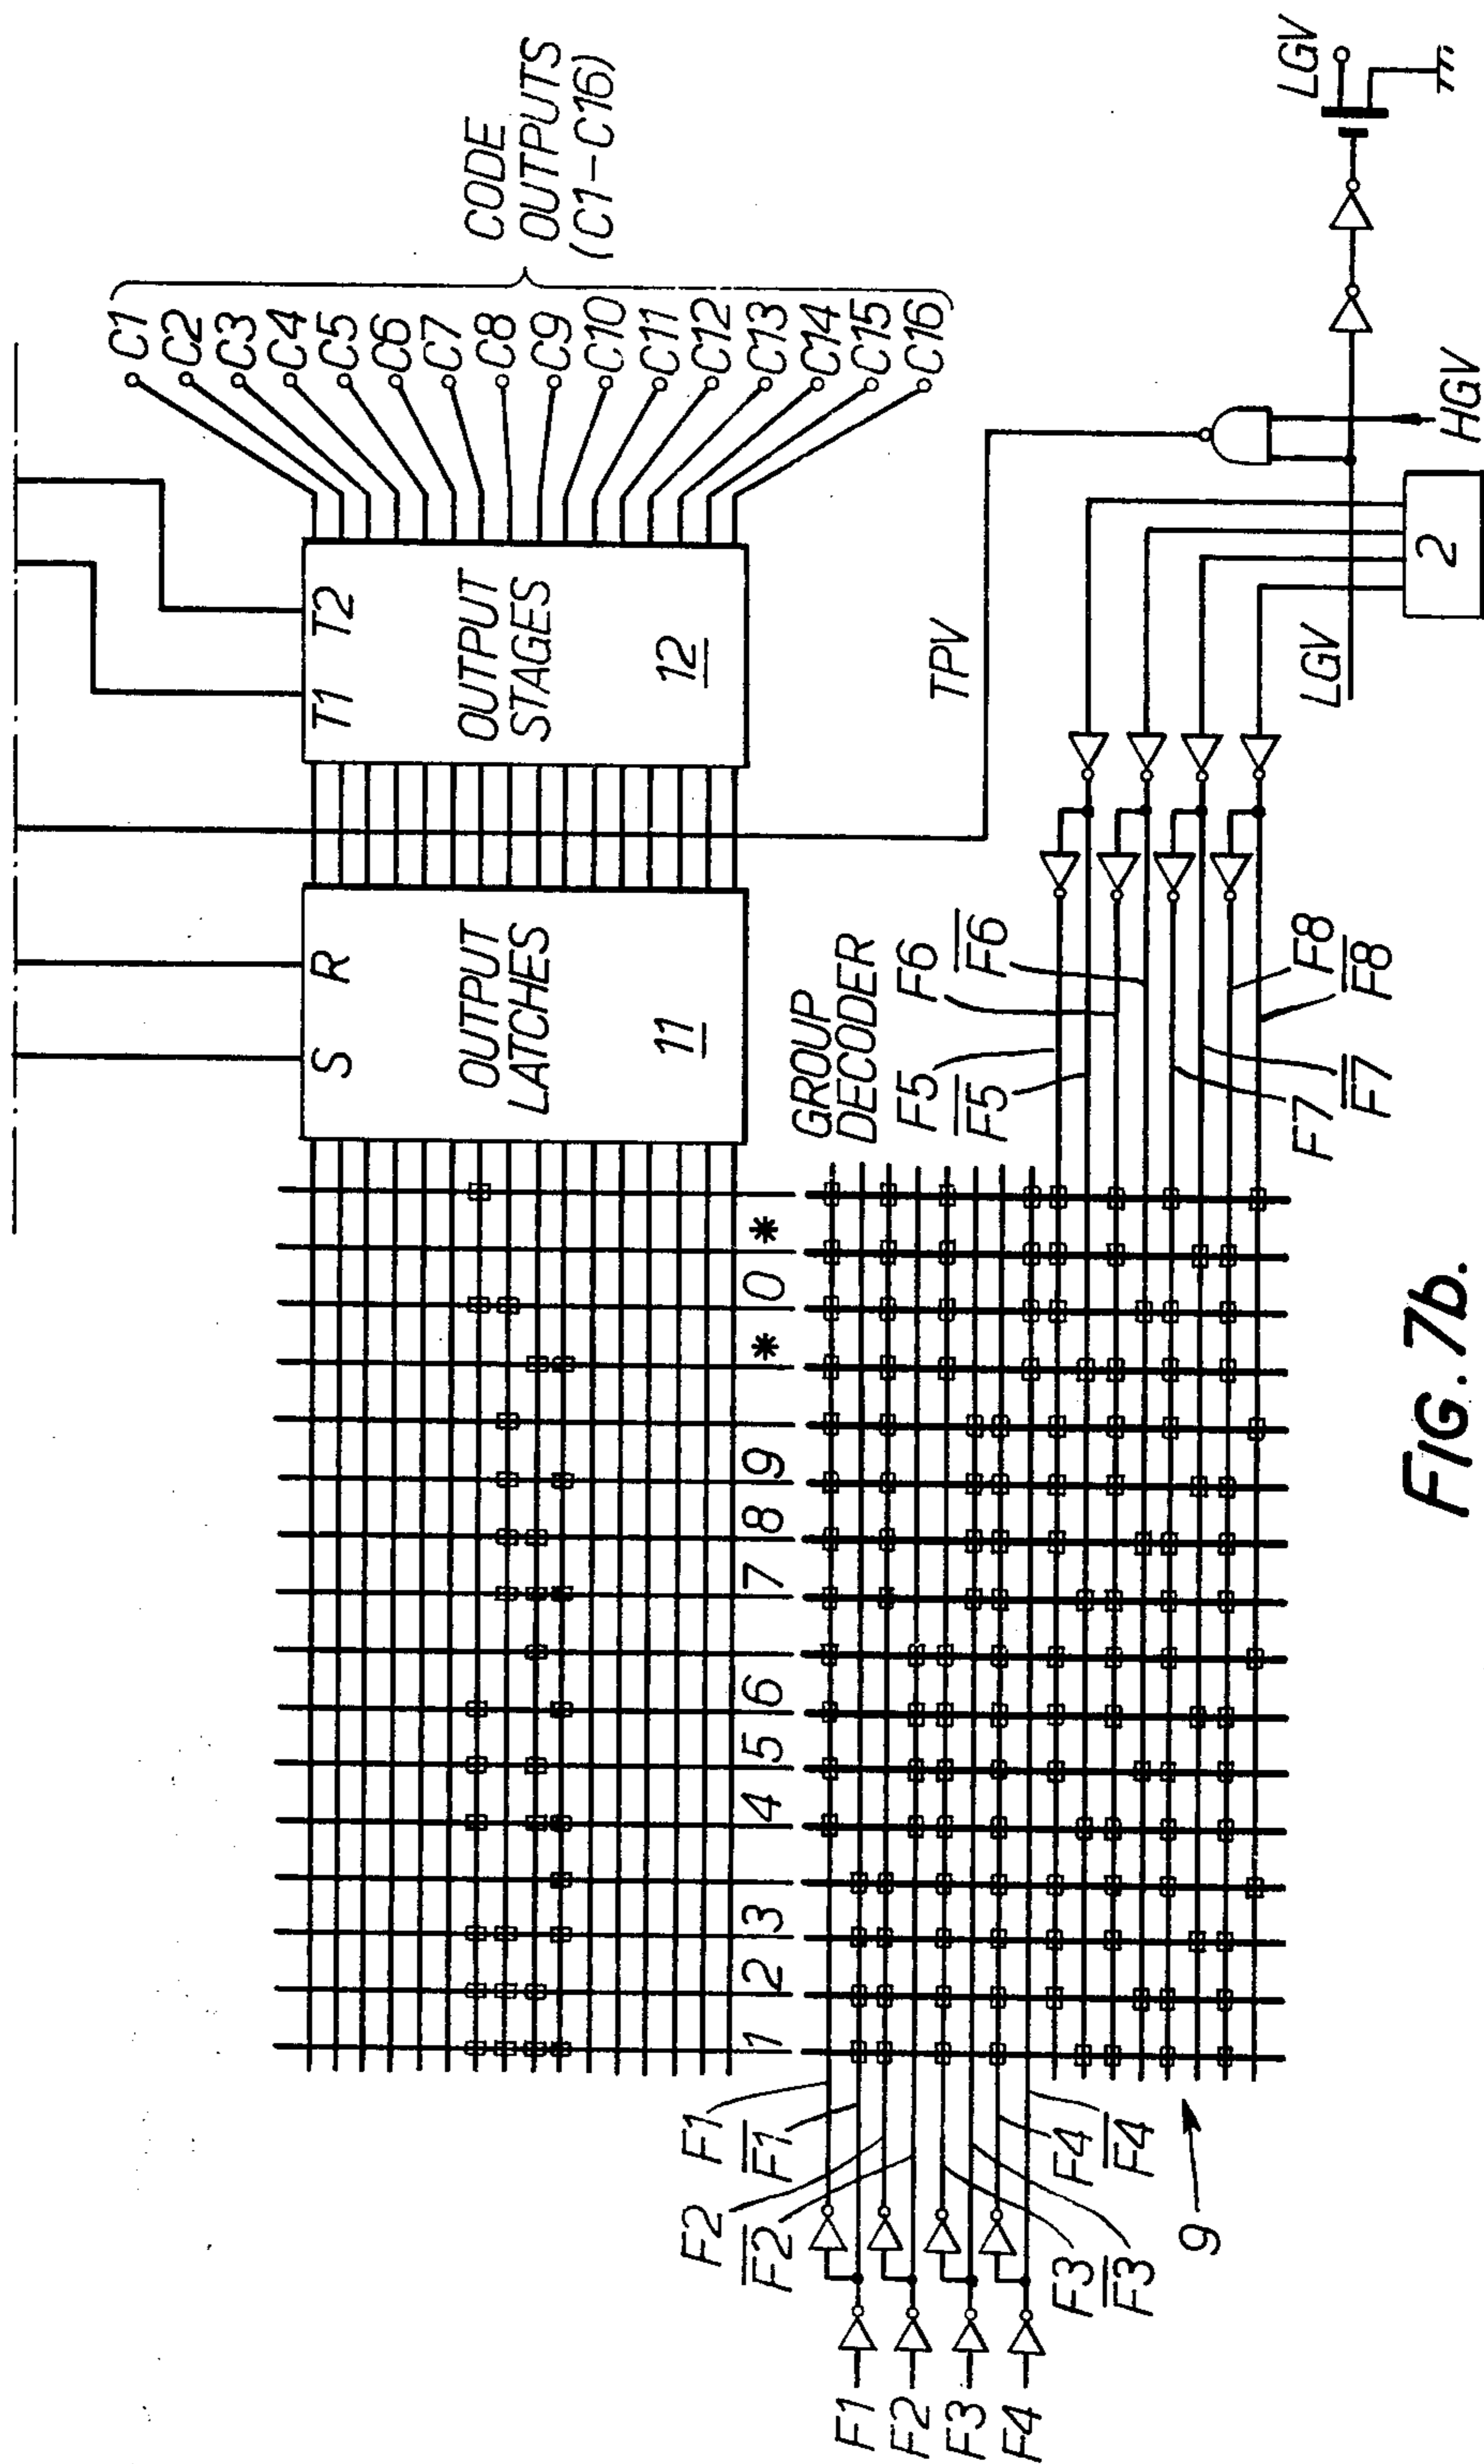 C1
C2
C3
C4
C5
C6
C7
C8
C9
C10
C11
C12
C13
C14
C15
C16
CODE
OUTPUTS
(C1-C16)
T1 T2
OUTPUT
STAGES
12
S R
OUTPUT
LATCHES
11
TPV
LGV
HGV
LGV
2
GROUP
DECODER
1 2 3 4 5 6 7 8 9 * 0 *
F5
F5
F6
F6
F7
F7
F8
F8
F1
F1
F2
F2
F3
F3
F4
F4
F1
F2
F3
F4
9
FIG. 7b.